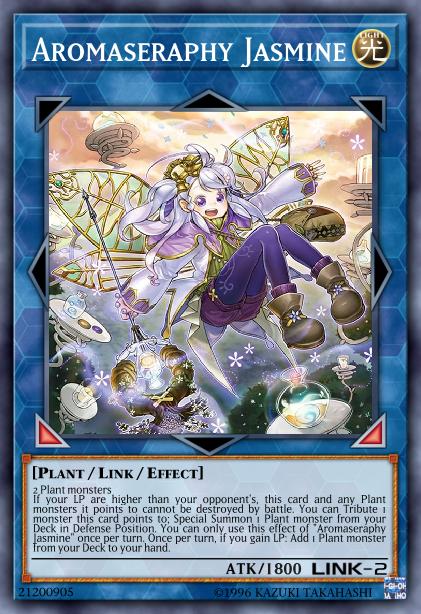 AROMASERAPHY JASMINE
LIGHT
光
[PLANT / LINK / EFFECT]
2 Plant monsters
If your LP are higher than your opponent's, this card and any Plant
monsters it points to cannot be destroyed by battle. You can Tribute 1
monster this card points to; Special Summon 1 Plant monster from your
Deck in Defense Position. You can only use this effect of "Aromaseraphy
Jasmine" once per turn. Once per turn, if you gain LP: Add 1 Plant monster
from your Deck to your hand.
ATK/1800 LINK-2
21200905 ©1996 KAZUKI TAKAHASHI